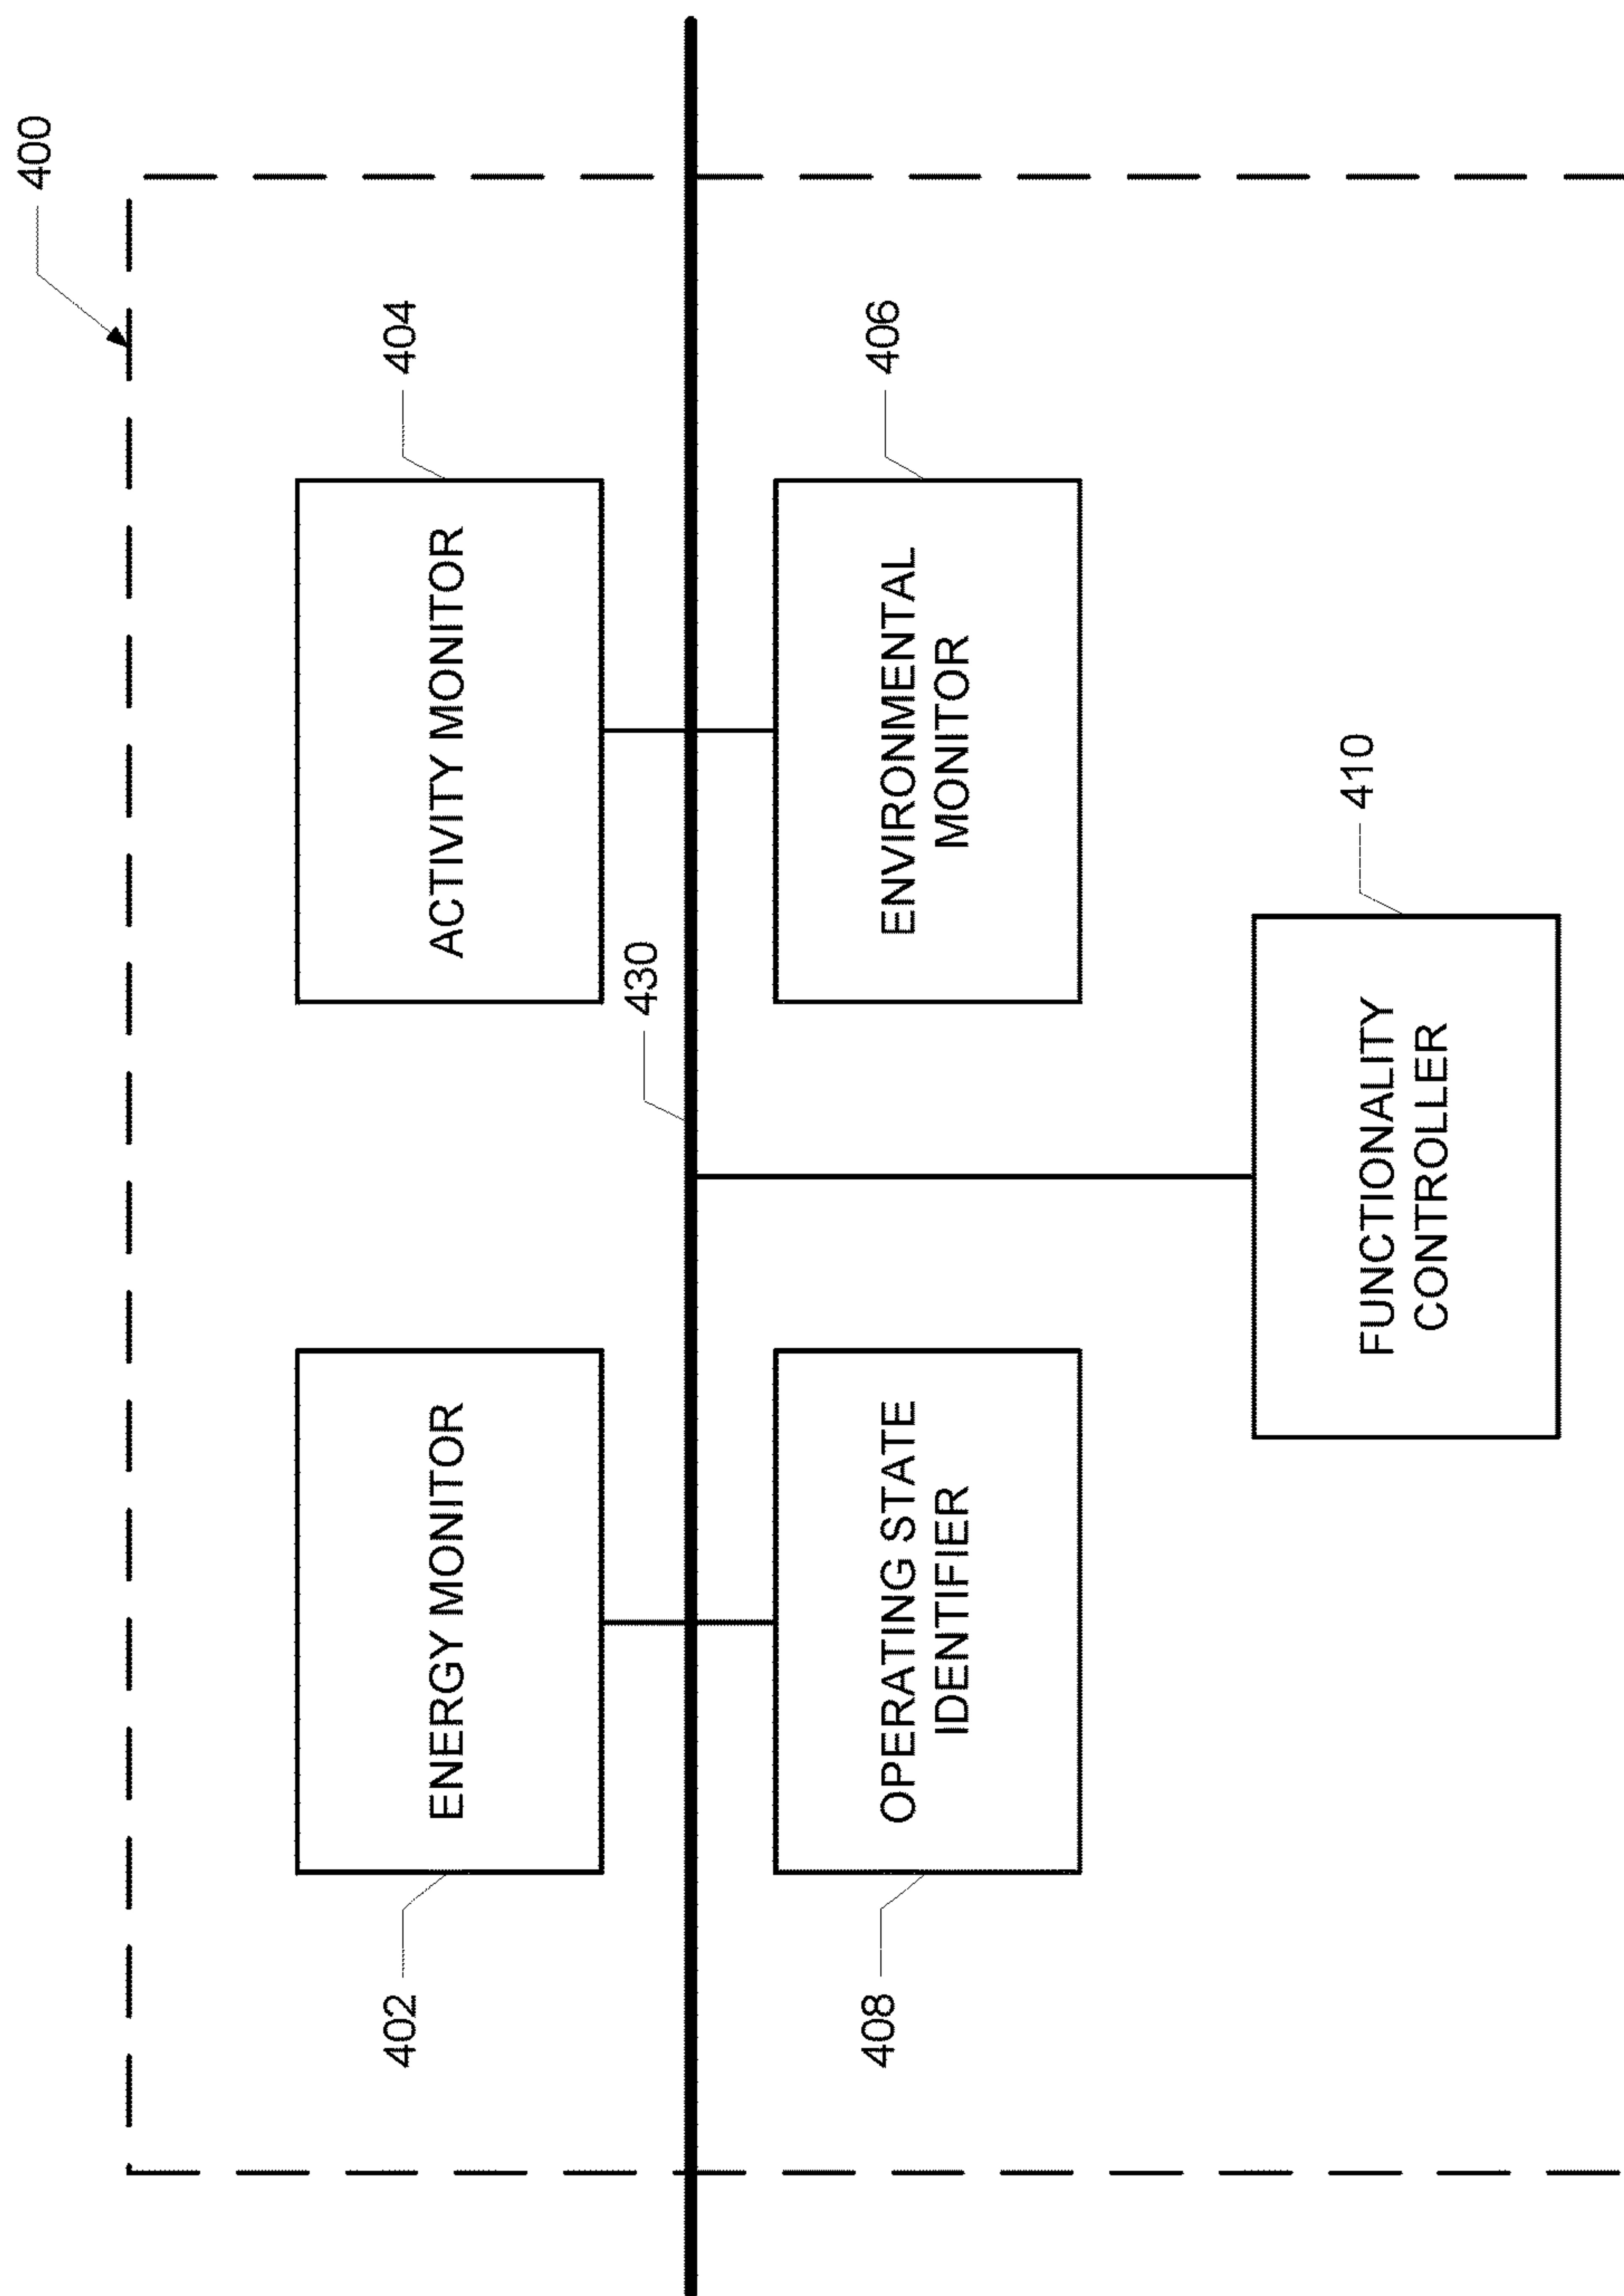 400
402
ENERGY MONITOR
ACTIVITY MONITOR
404
430
408
OPERATING STATE
IDENTIFIER
ENVIRONMENTAL
MONITOR
406
FUNCTIONALITY
CONTROLLER
410